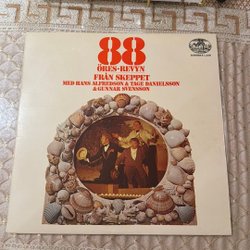 88
ÖRES-REVYN
FRÅN SKEPPET
MED HANS ALFREDSON & TAGE DANIELSSON
& GUNNAR SVENSSON